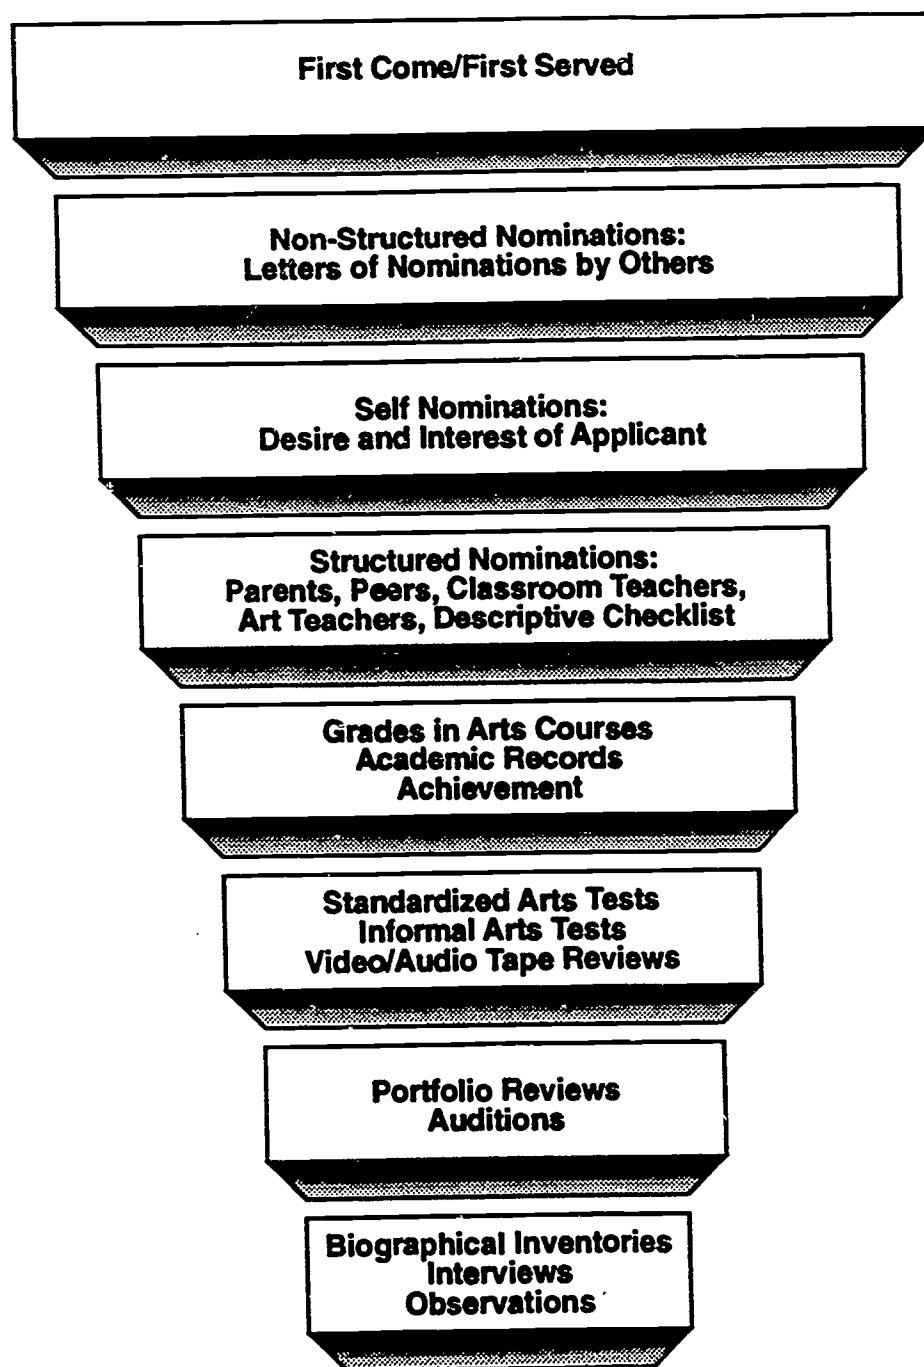 First Come/First Served
Non-Structured Nominations:
Letters of Nominations by Others
Self Nominations:
Desire and Interest of Applicant
Structured Nominations:
Parents, Peers, Classroom Teachers,
Art Teachers, Descriptive Checklist
Grades in Arts Courses
Academic Records
Achievement
Standardized Arts Tests
Informal Arts Tests
Video/Audio Tape Reviews
Portfolio Reviews
Auditions
Biographical Inventories
Interviews
Observations